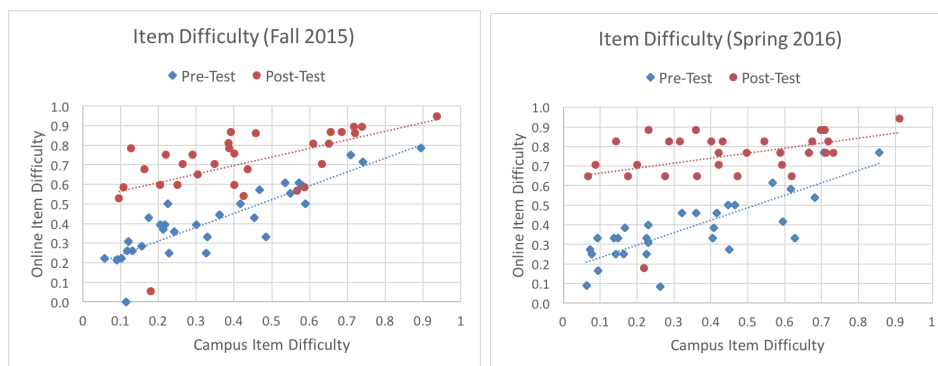 Item Difficulty (Fall 2015)
Pre-Test Post-Test
1.0
0.9
0.8
0.7
0.6
0.5
0.4
0.3
0.2
0.1
0.0
Online Item Difficulty
0 0.1 0.2 0.3 0.4 0.5 0.6 0.7 0.8 0.9 1
Campus Item Difficulty
Item Difficulty (Spring 2016)
Pre-Test Post-Test
1.0
0.9
0.8
0.7
0.6
0.5
0.4
0.3
0.2
0.1
0.0
Online Item Difficulty
0 0.1 0.2 0.3 0.4 0.5 0.6 0.7 0.8 0.9 1
Campus Item Difficulty